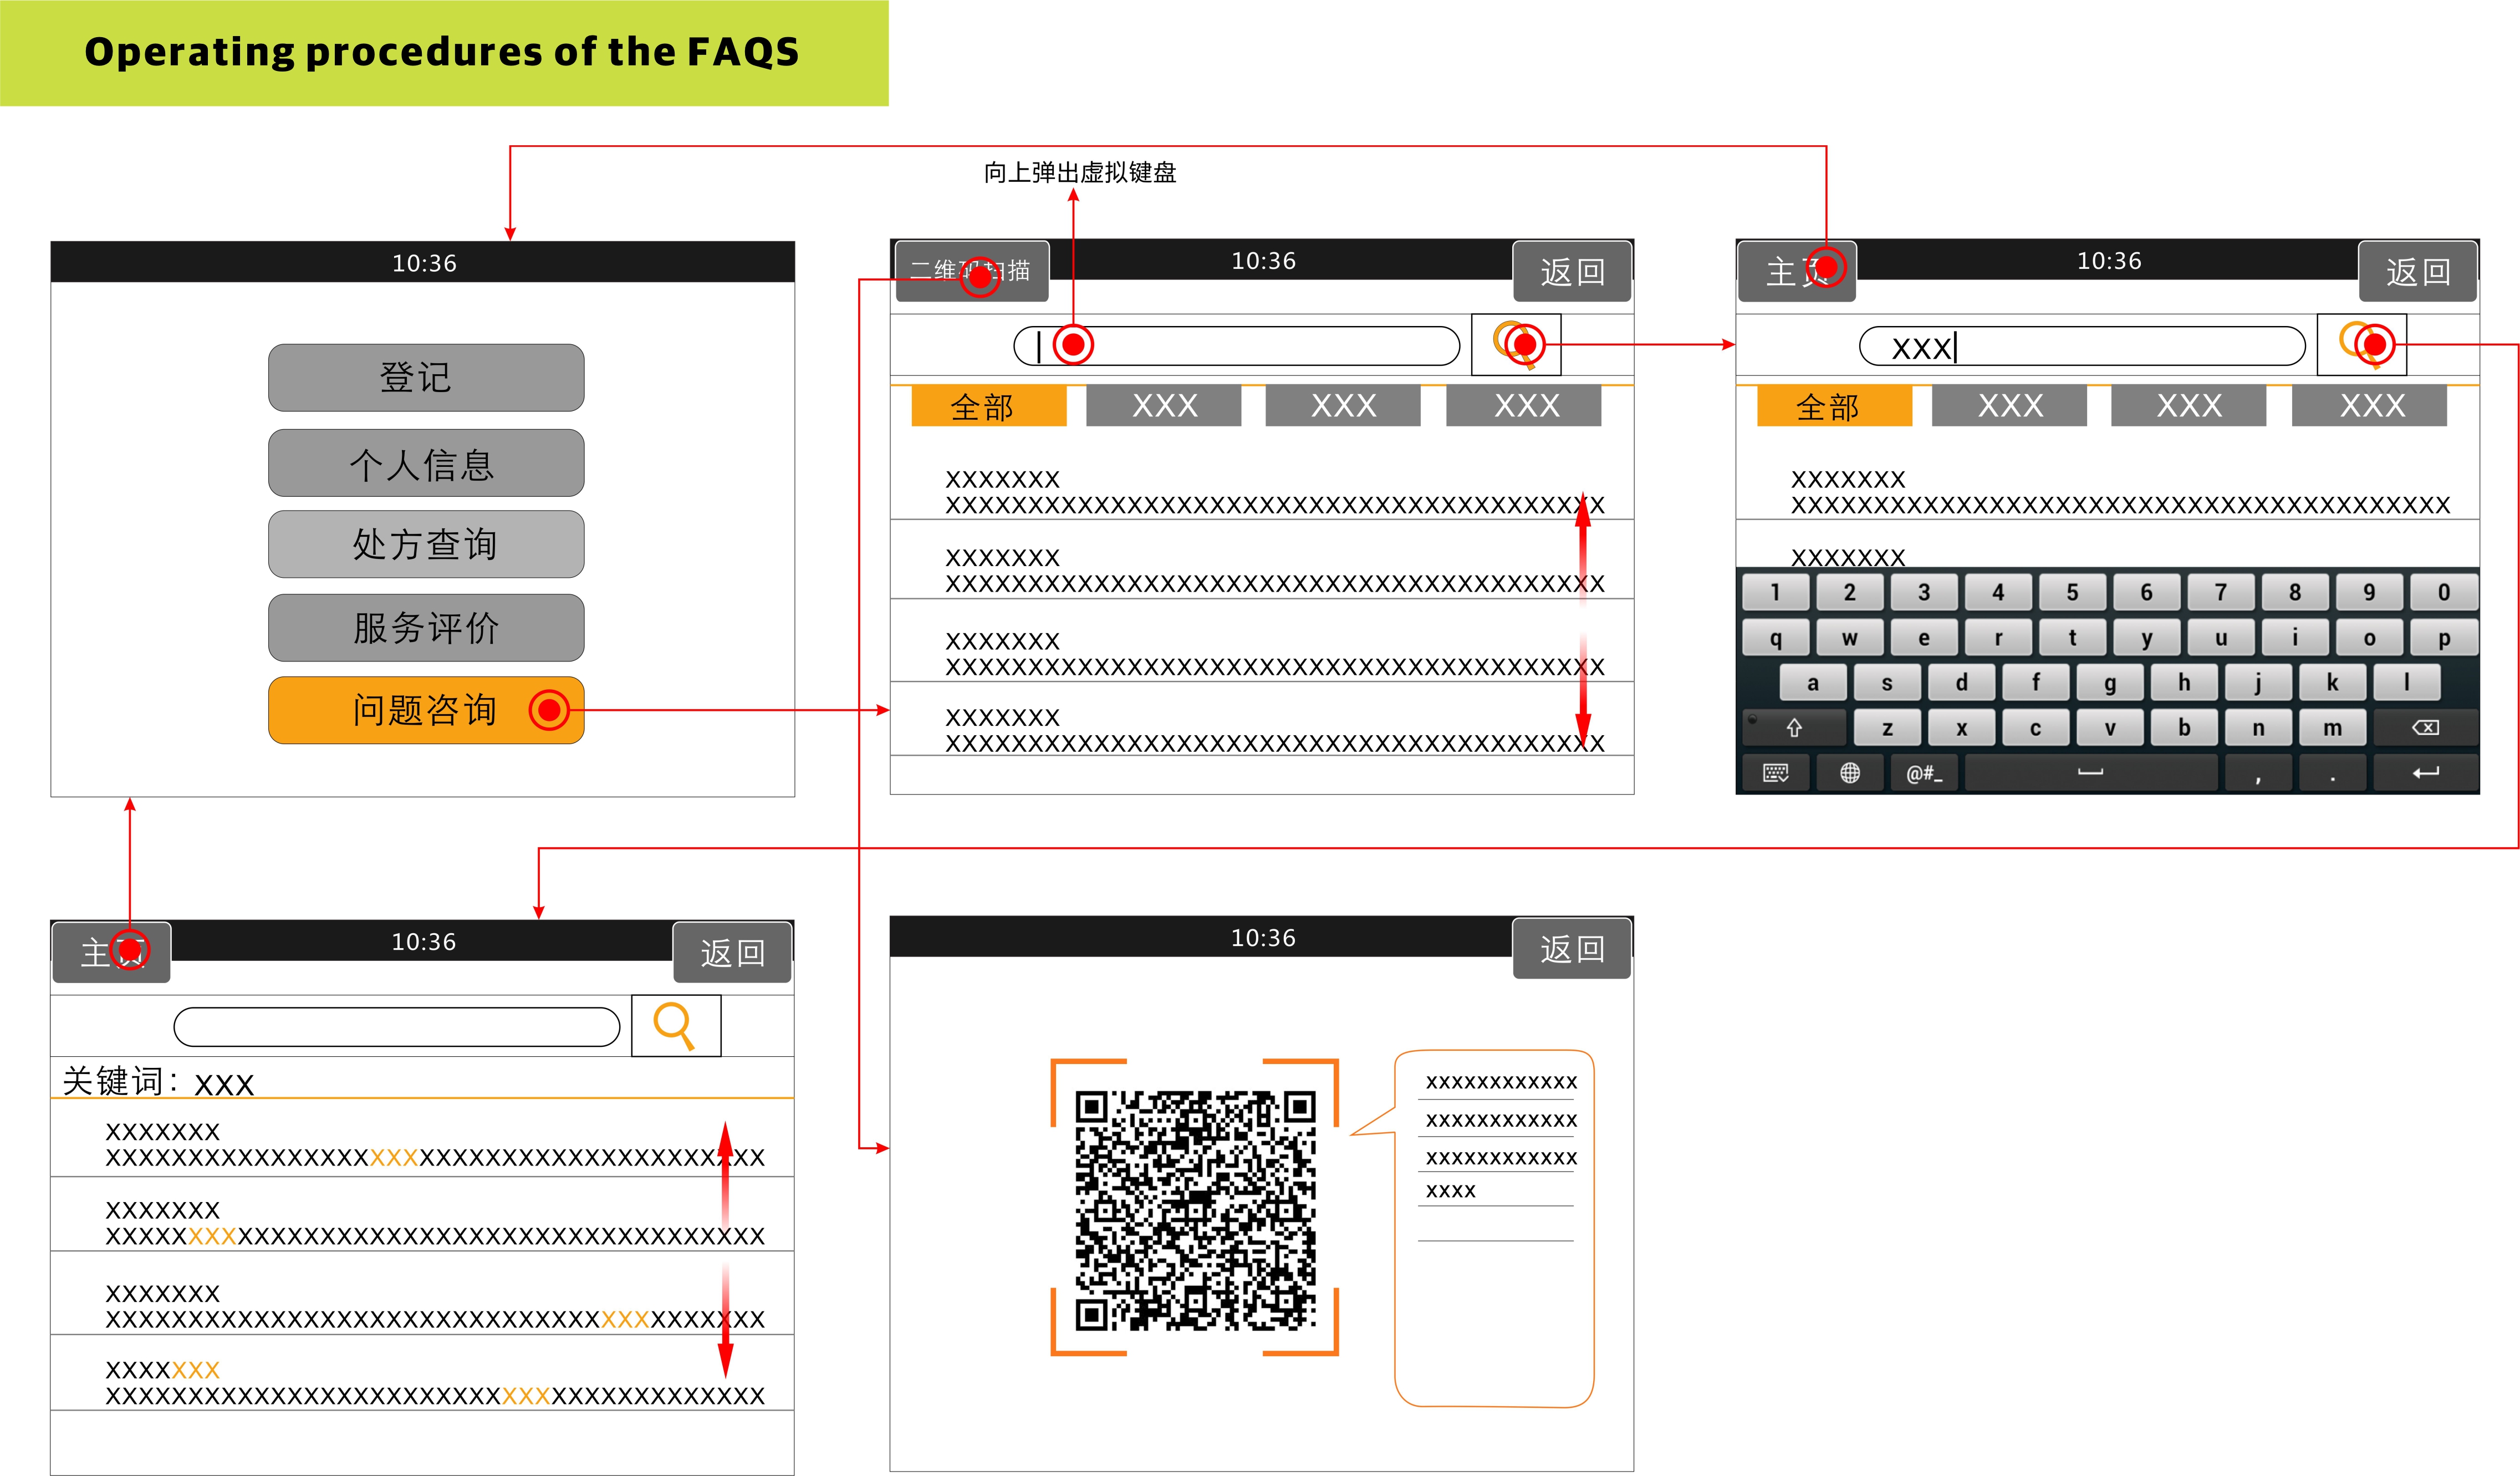 Operating procedures of the FAQS
向上弹出虚拟键盘
10:36
登记
个人信息
处方查询
服务评价
问题咨询
二维码扫描
10:36
返回
全部
XXX
XXX
XXX
XXXXXXX
XXXXXXXXXXXXXXXXXXXXXXXXXXXXXXXXXXXXXXXX
XXXXXXX
XXXXXXXXXXXXXXXXXXXXXXXXXXXXXXXXXXXXXXXX
XXXXXXX
XXXXXXXXXXXXXXXXXXXXXXXXXXXXXXXXXXXXXXXX
XXXXXXX
XXXXXXXXXXXXXXXXXXXXXXXXXXXXXXXXXXXXXXXX
主页
10:36
返回
XXX
全部
XXX
XXX
XXX
XXXXXXX
XXXXXXXXXXXXXXXXXXXXXXXXXXXXXXXXXXXXXXXX
XXXXXXX
1 2 3 4 5 6 7 8 9 0
q w e r t y u i o p
a s d f g h j k l
z x c v b n m
@#_ , .
主页
10:36
返回
关键词：XXX
XXXXXXX
XXXXXXXXXXXXXXXXXXXXXXXXXXXXXXXXXXXXXXXX
XXXXXXX
XXXXXXXXXXXXXXXXXXXXXXXXXXXXXXXXXXXXXXXX
XXXXXXX
XXXXXXXXXXXXXXXXXXXXXXXXXXXXXXXXXXXXXXXX
XXXXXXX
XXXXXXXXXXXXXXXXXXXXXXXXXXXXXXXXXXXXXXXX
10:36
返回
xxxxxxxxxxxx
xxxxxxxxxxxx
xxxxxxxxxxxx
xxxx